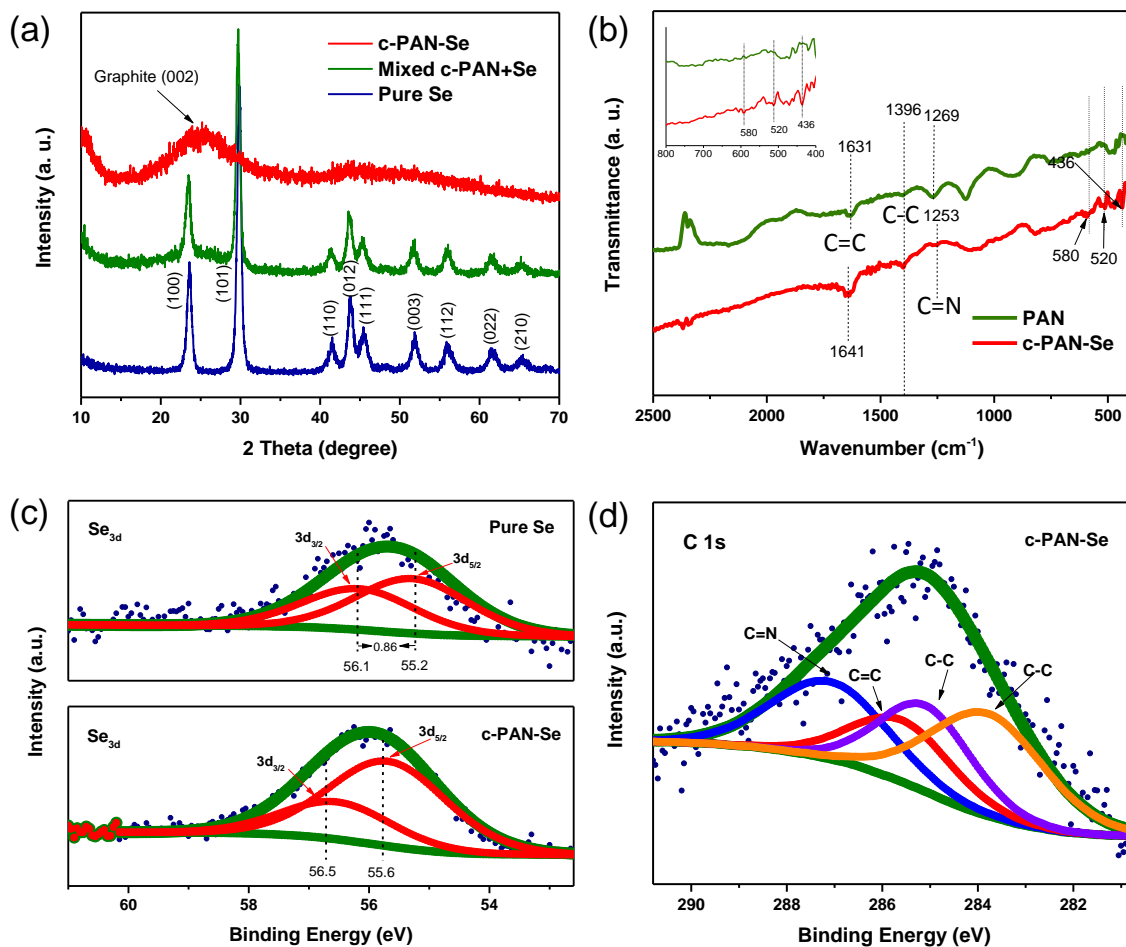 (a)
c-PAN-Se
Mixed c-PAN+Se
Pure Se
Graphite (002)
(100)
(101)
(110)
(012)
(111)
(003)
(112)
(022)
(210)
10 20 30 40 50 60 70
2 Theta (degree)
Intensity (a. u.)
(b)
800 700 600 500 400
580 520 436
1631
1396
1269
436
C-C
1253
C=C
580
520
C=N
1641
PAN
c-PAN-Se
2500 2000 1500 1000 500
Wavenumber (cm-1)
Transmittance (a. u.)
(c)
Se3d
Pure Se
3d3/2
3d5/2
0.86
56.1
55.2
Intensity (a.u.)
Se3d
c-PAN-Se
3d3/2
3d5/2
56.5
55.6
Intensity (a.u.)
60 58 56 54
Binding Energy (eV)
(d)
C 1s
c-PAN-Se
C=N
C=C
C-C
C-C
290 288 286 284 282
Binding Energy (eV)
Intensity (a.u.)